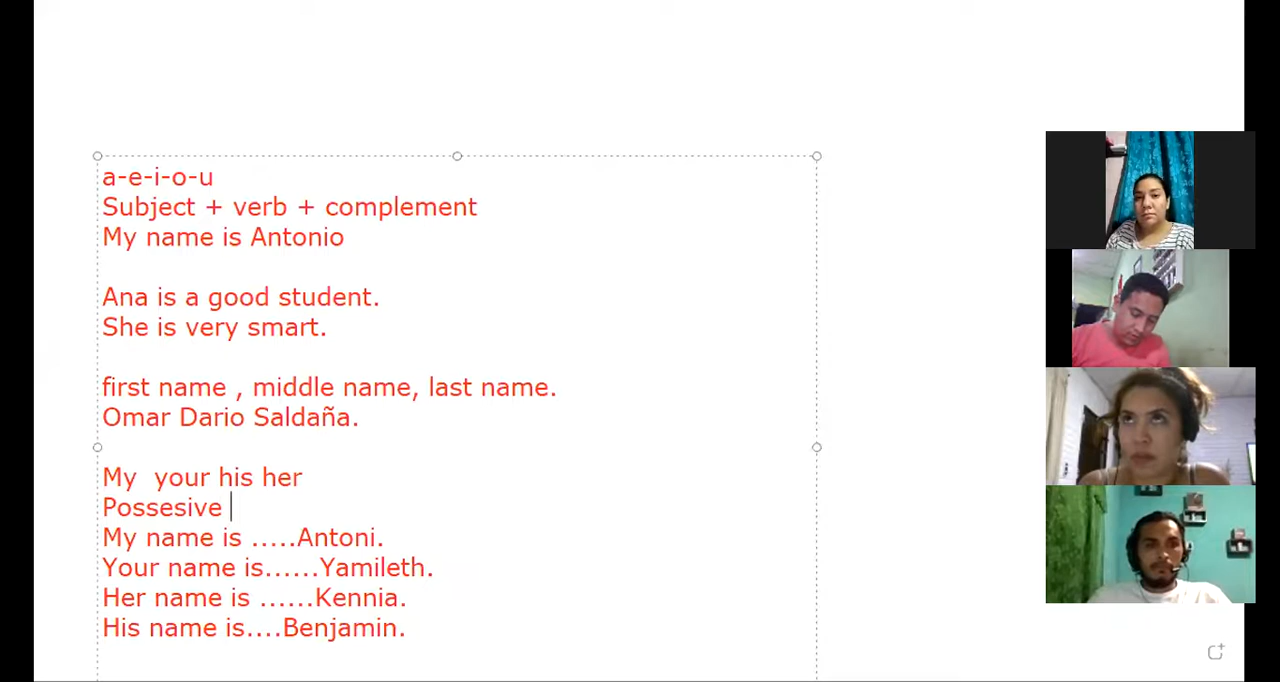 a-e-i-o-u
Subject + verb + complement
My name is Antonio
Ana is a good student.
She is very smart.
first name , middle name, last name.
Omar Dario Saldaña.
My  your his her
Possesive
My name is .....Antoni.
Your name is......Yamileth.
Her name is ......Kennia.
His name is....Benjamin.